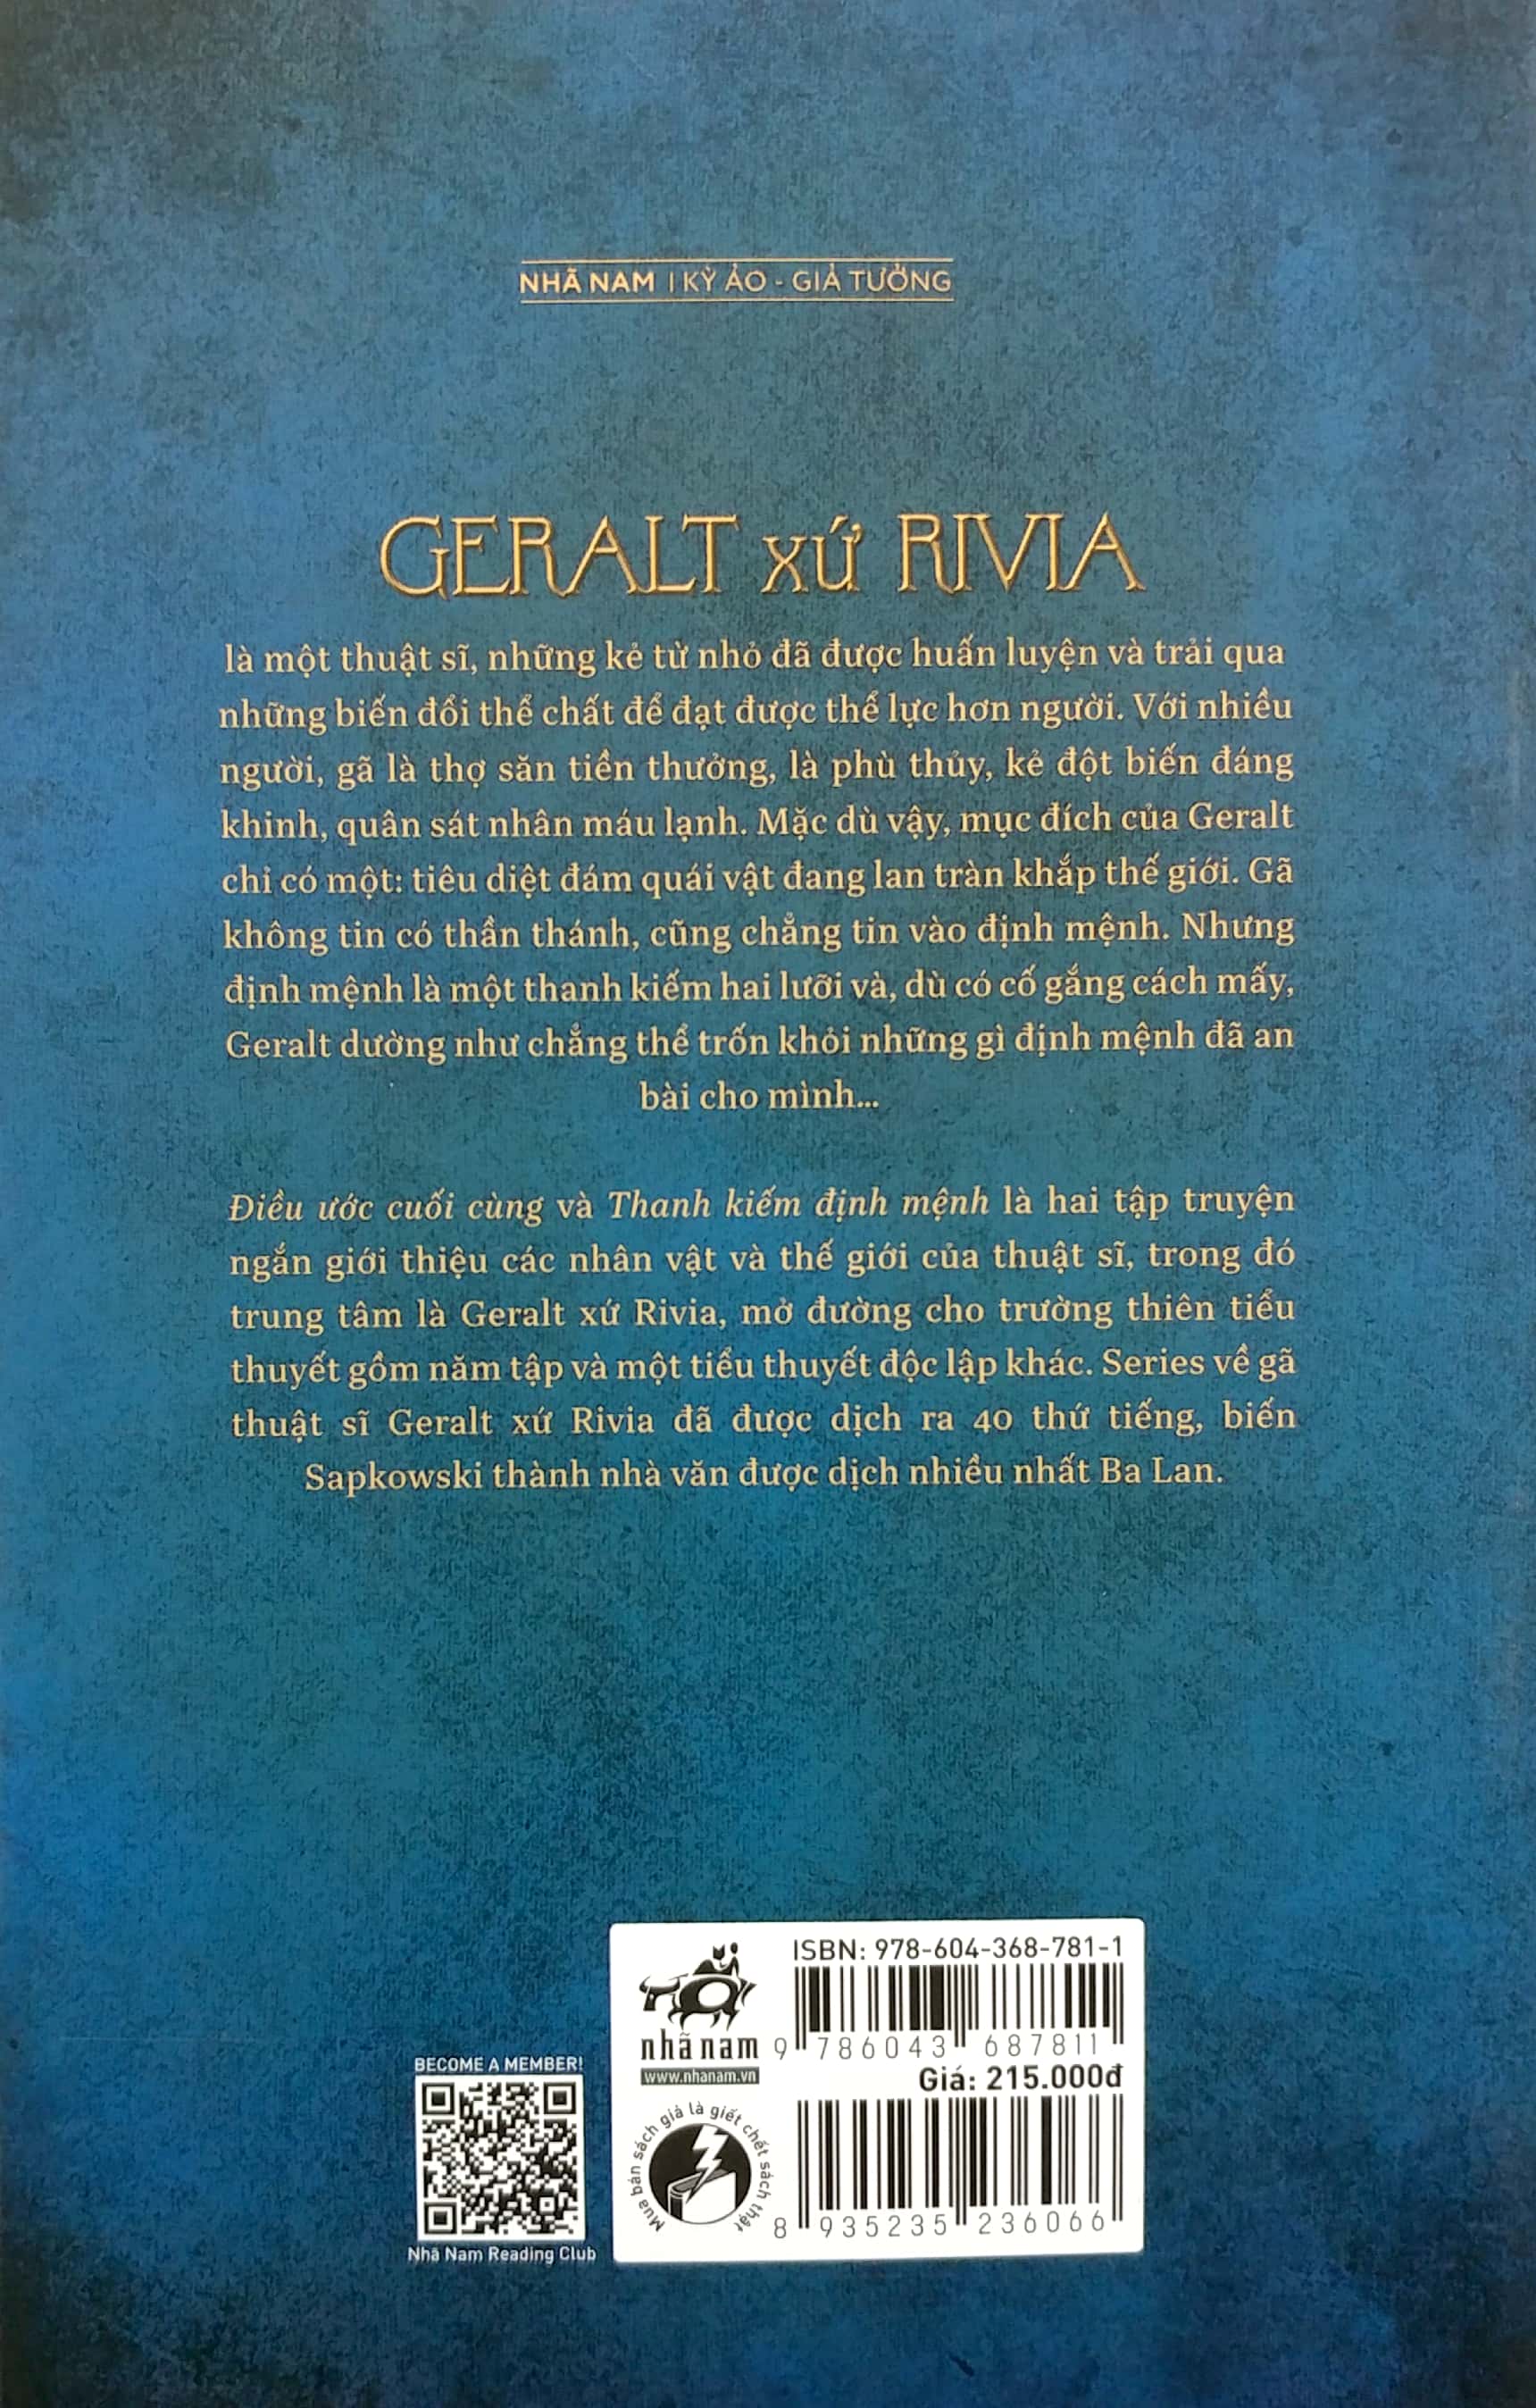 NHÃ NAM | KỲ ẢO - GIẢ TƯỞNG
GERALT xứ RIVIA
là một thuật sĩ, những kẻ từ nhỏ đã được huấn luyện và trải qua
những biến đổi thể chất để đạt được thể lực hơn người. Với nhiều
người, gã là thợ săn tiền thưởng, là phù thủy, kẻ đột biến đáng
khinh, quân sát nhân máu lạnh. Mặc dù vậy, mục đích của Geralt
chỉ có một: tiêu diệt đám quái vật đang lan tràn khắp thế giới. Gã
không tin có thần thánh, cũng chẳng tin vào định mệnh. Nhưng
định mệnh là một thanh kiếm hai lưỡi và, dù có cố gắng cách mấy,
Geralt dường như chẳng thể trốn khỏi những gì định mệnh đã an
bài cho mình...
Điều ước cuối cùng và Thanh kiếm định mệnh là hai tập truyện
ngắn giới thiệu các nhân vật và thế giới của thuật sĩ, trong đó
trung tâm là Geralt xứ Rivia, mở đường cho trường thiên tiểu
thuyết gồm năm tập và một tiểu thuyết độc lập khác. Series về gã
thuật sĩ Geralt xứ Rivia đã được dịch ra 40 thứ tiếng, biến
Sapkowski thành nhà văn được dịch nhiều nhất Ba Lan.
BECOME A MEMBER!
Nhã Nam Reading Club
nhã nam
www.nhanam.vn
Mua bán sách giả là giết chết sách thật
ISBN: 978-604-368-781-1
9 786043 687811
Giá: 215.000đ
8 935235 236066